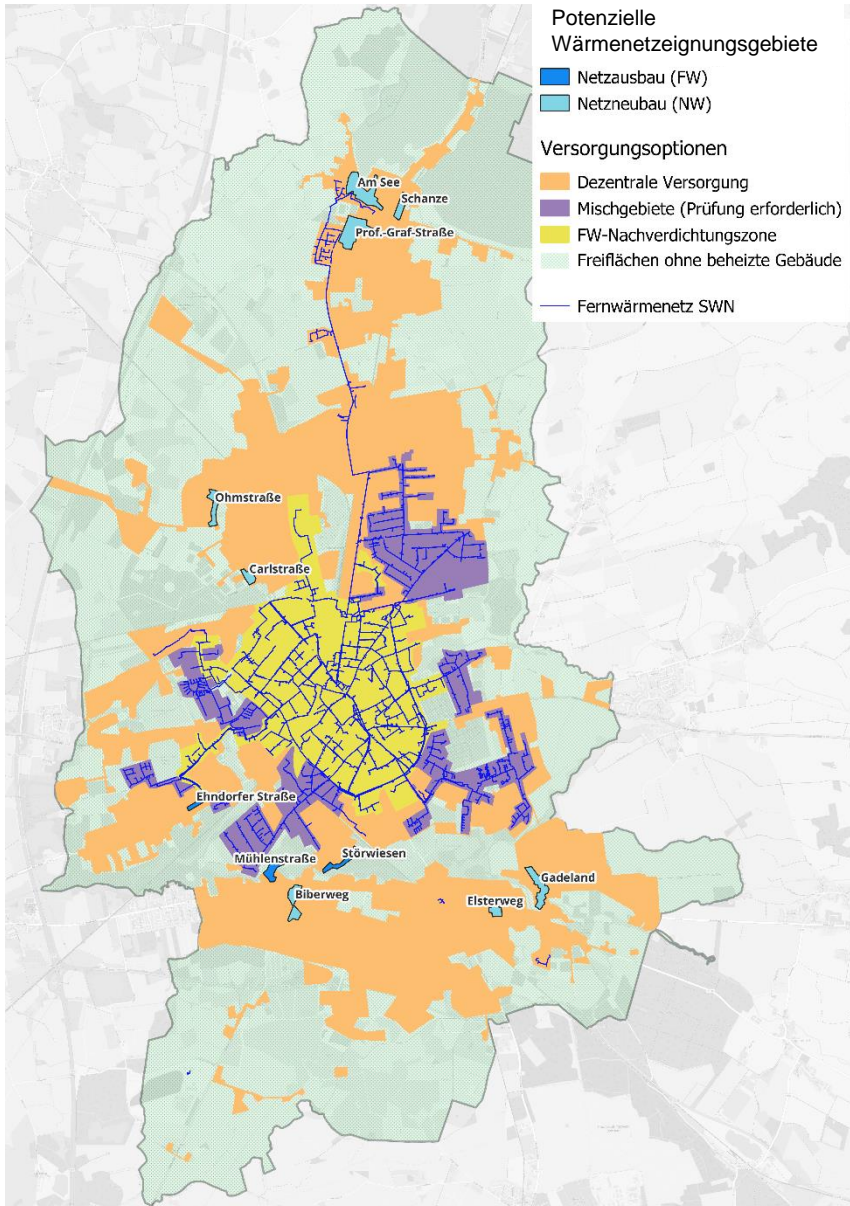 Potenzielle
Wärmenetzeignungsgebiete
Netzausbau (FW)
Netzneubau (NW)
Versorgungsoptionen
Dezentrale Versorgung
Mischgebiete (Prüfung erforderlich)
FW-Nachverdichtungszone
Freiflächen ohne beheizte Gebäude
Fernwärmenetz SWN
Am See
Schanze
Prof.-Graf-Straße
Ohmstraße
Carlstraße
Ehndorfer Straße
Mühlenstraße
Störwiesen
Biberweg
Elsterweg
Gadeland